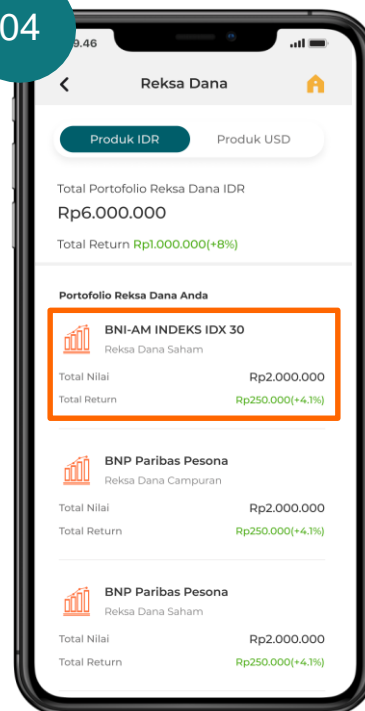 04
9.46
Reksa Dana
Produk IDR
Produk USD
Total Portofolio Reksa Dana IDR
Rp6.000.000
Total Return Rp1.000.000(+8%)
Portofolio Reksa Dana Anda
BNI-AM INDEKS IDX 30
Reksa Dana Saham
Total Nilai Rp2.000.000
Total Return Rp250.000(+4.1%)
BNP Paribas Pesona
Reksa Dana Campuran
Total Nilai Rp2.000.000
Total Return Rp250.000(+4.1%)
BNP Paribas Pesona
Reksa Dana Saham
Total Nilai Rp2.000.000
Total Return Rp250.000(+4.1%)